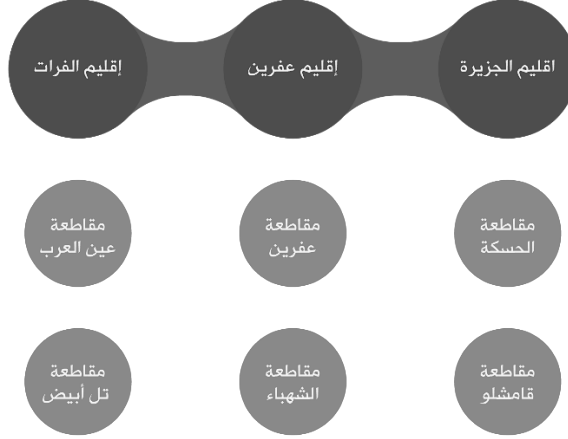 اقليم الجزيرة
إقليم عفرين
إقليم الفرات
مقاطعة
الحسكة
مقاطعة
عفرين
مقاطعة
عين العرب
مقاطعة
قامشلو
مقاطعة
الشهباء
مقاطعة
تل أبيض